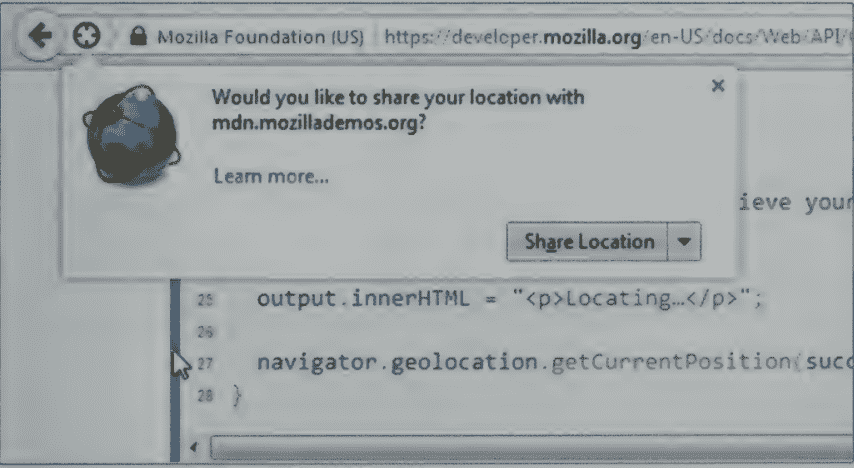 Mozilla Foundation (US) https://developer.mozilla.org/en-US/docs/Web/API/
Would you like to share your location with
mdn.mozillademos.org?
Learn more...
ieve your
Share Location
25 output.innerHTML = "<p>Locating…</p>";
26
27 navigator.geolocation.getCurrentPosition(succ
28 }